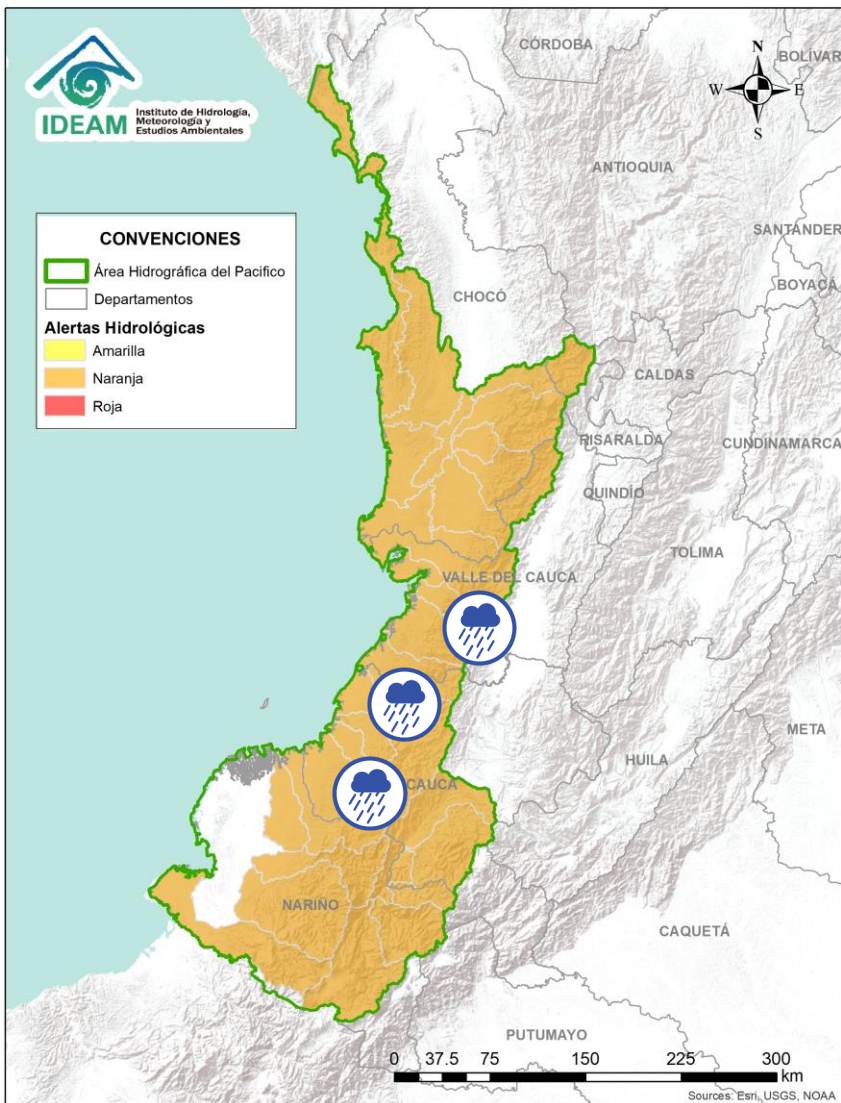 IDEAM
Instituto de Hidrología,
Meteorología y
Estudios Ambientales
CÓRDOBA
BOLÍVAR
N
W
E
S
ANTIOQUIA
SANTANDER
BOYACÁ
CONVENCIONES
Área Hidrográfica del Pacifico
Departamentos
Alertas Hidrológicas
Amarilla
Naranja
Roja
CHOCÓ
CALDAS
RISARALDA
CUNDINAMARCA
QUINDÍO
TOLIMA
VALLE DEL CAUCA
META
HUILA
CAUCA
NARIÑO
CAQUETÁ
PUTUMAYO
0 37.5 75 150 225 300
km
Sources: Esri, USGS, NOAA